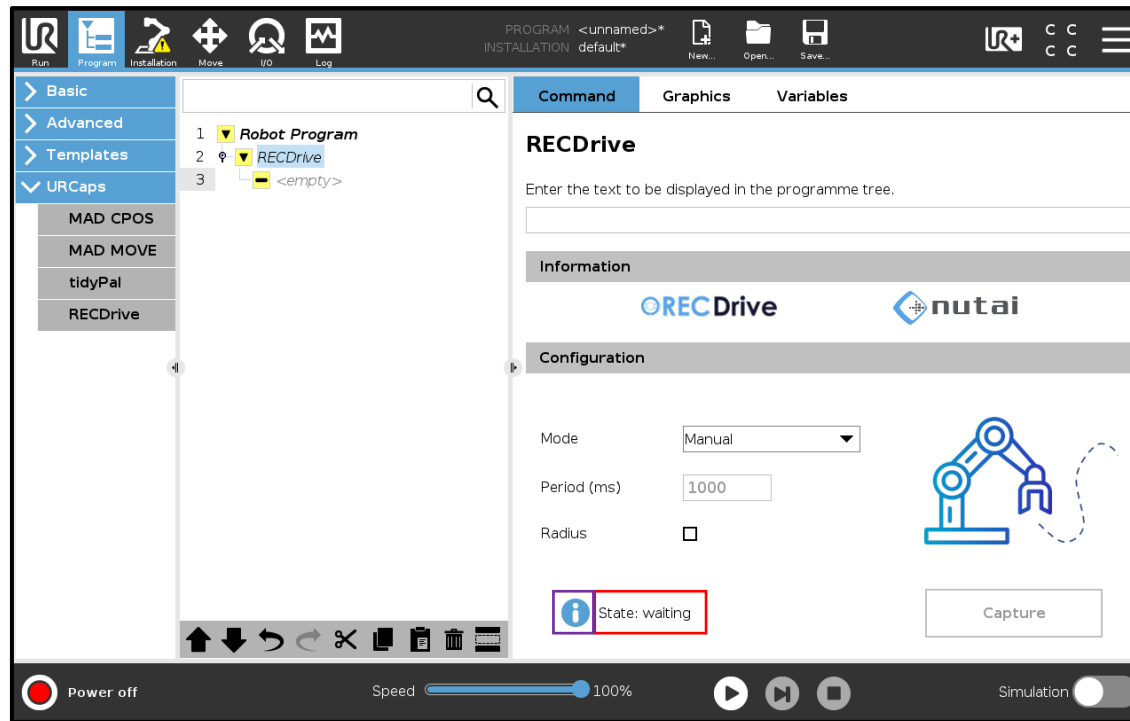 PROGRAM <unnamed>*
INSTALLATION default*
Run Program Installation Move I/O Log New... Open... Save...
UR+
C C
C C
Basic
Advanced
Templates
URCaps
MAD CPOS
MAD MOVE
tidyPal
RECDrive
1 Robot Program
2 RECDrive
3 <empty>
Command Graphics Variables
RECDrive
Enter the text to be displayed in the programme tree.
Information
RECDrive nutai
Configuration
Mode Manual
Period (ms) 1000
Radius
i State: waiting Capture
Power off Speed 100% Simulation